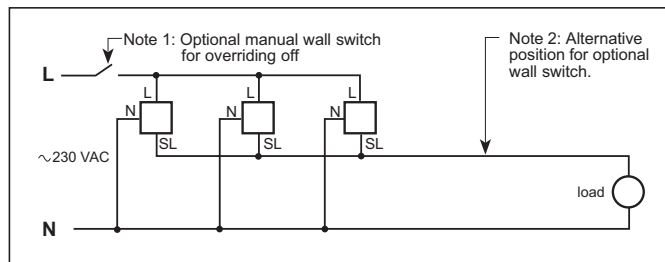 Note 1: Optional manual wall switch
for overriding off
Note 2: Alternative
position for optional
wall switch.
L
L
L
L
N
N
N
SL
SL
SL
~230 VAC
load
N